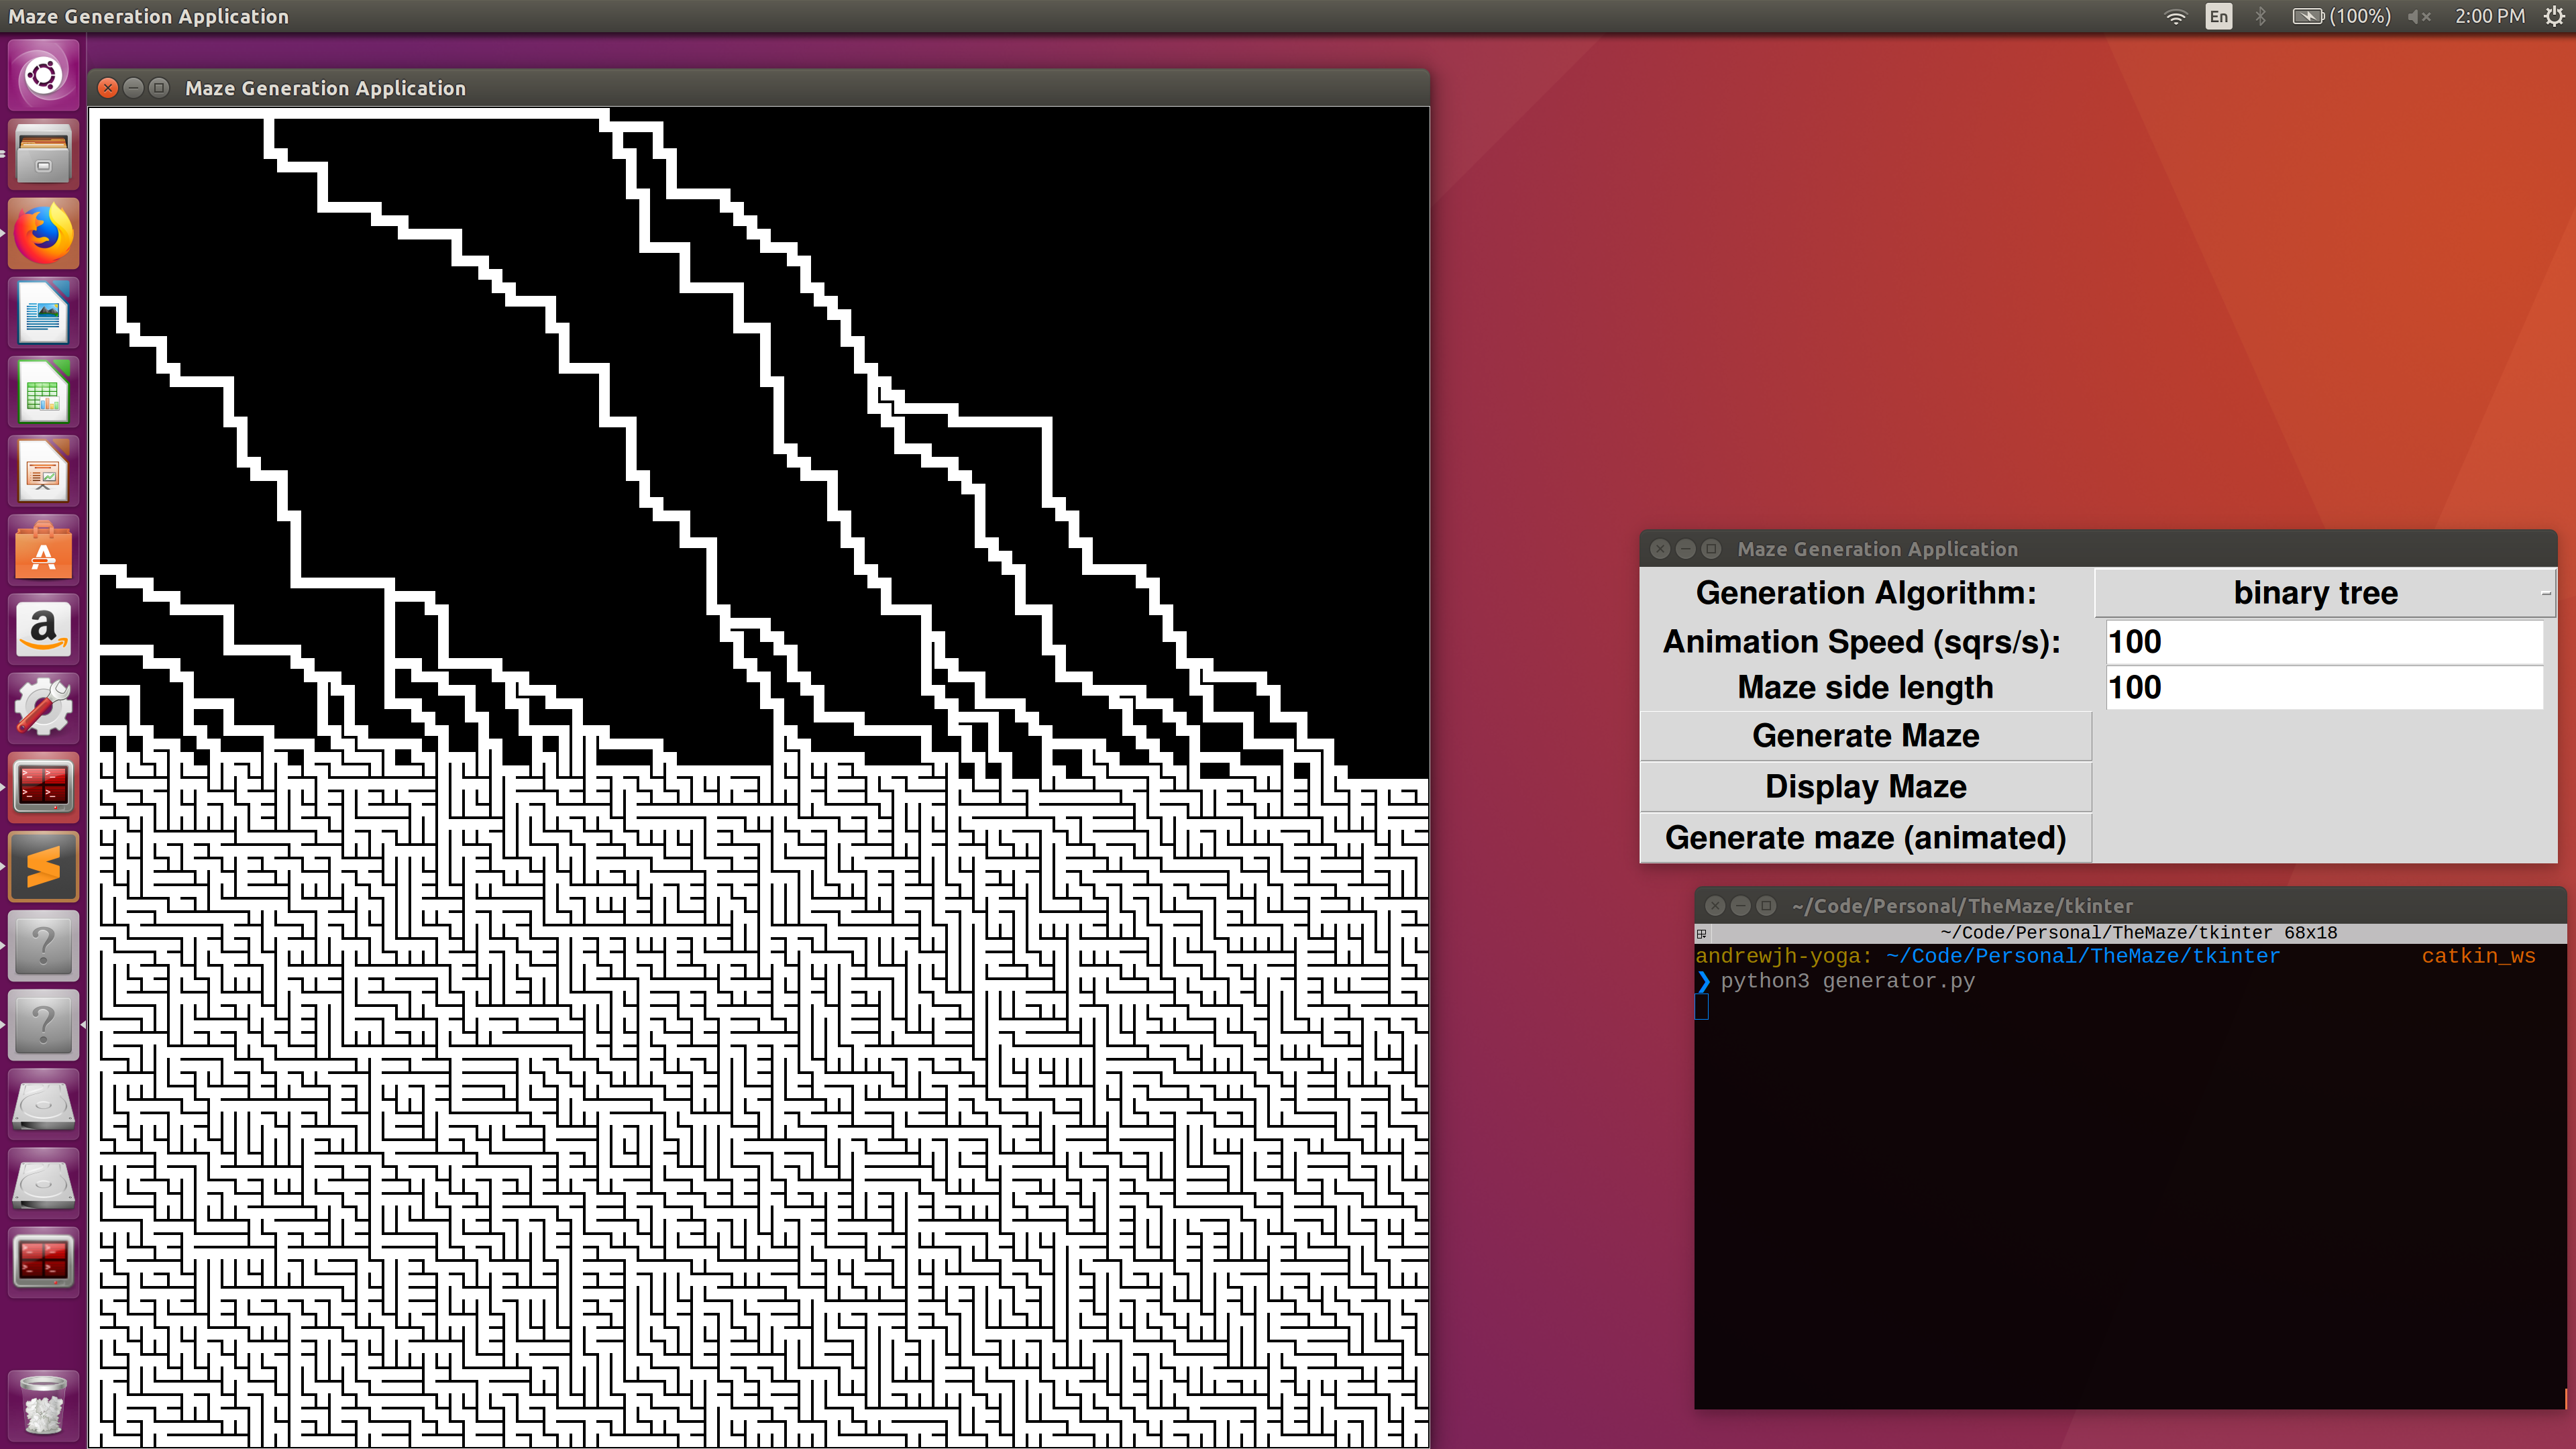 Maze Generation Application
En
(100%)
2:00 PM
Maze Generation Application
Maze Generation Application
Generation Algorithm:
binary tree
Animation Speed (sqrs/s):
100
Maze side length
100
Generate Maze
Display Maze
Generate maze (animated)
~/Code/Personal/TheMaze/tkinter
~/Code/Personal/TheMaze/tkinter 68x18
andrewjh-yoga: ~/Code/Personal/TheMaze/tkinter catkin_ws
❯ python3 generator.py